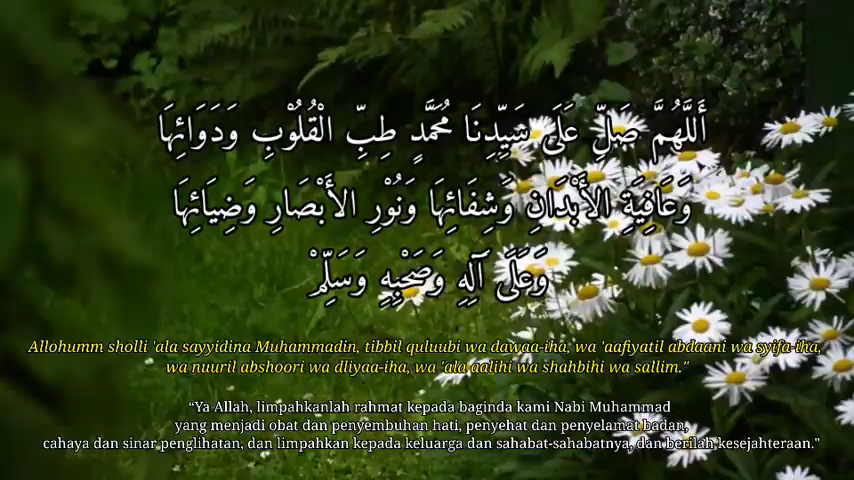 أَللَّهُمَّ صَلِّ عَلَى سَيِّدِنَا مُحَمَّدٍ طِبِّ الْقُلُوْبِ وَدَوَائِهَا
وَعَافِيَةِ الأَبْدَانِ وَشِفَائِهَا وَنُوْرِ الأَبْصَارِ وَضِيَائِهَا
وَعَلَى آلِهِ وَصَحْبِهِ وَسَلِّمْ
Allohumm sholli 'ala sayyidina Muhammadin, tibbil quluubi wa dawaa-iha, wa 'aafiyatil abdaani wa syifa-iha,
wa nuuril abshoori wa dliyaa-iha, wa 'ala aalihi wa shahbihi wa sallim."
“Ya Allah, limpahkanlah rahmat kepada baginda kami Nabi Muhammad
yang menjadi obat dan penyembuhan hati, penyehat dan penyelamat badan,
cahaya dan sinar penglihatan, dan limpahkan kepada keluarga dan sahabat-sahabatnya, dan berilah kesejahteraan."